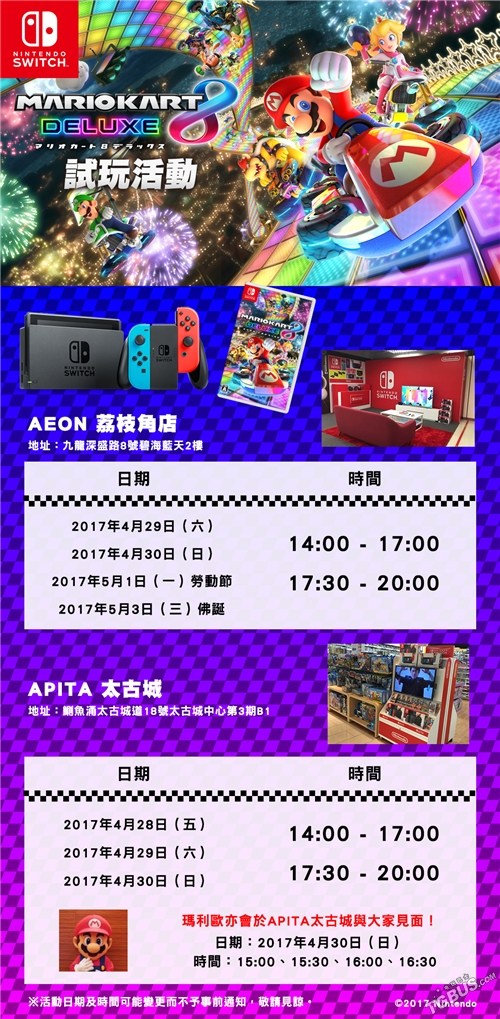 NINTENDO
SWITCH
MARIOKART 8
DELUXE
マリオカート8デラックス
試玩活動
NINTENDO
SWITCH
MARIOKART 8
DELUXE
NINTENDO
SWITCH
AEON 荔枝角店
地址：九龍深盛路8號碧海藍天2樓
日期 時間
2017年4月29日（六）
2017年4月30日（日）
2017年5月1日（一）勞動節
2017年5月3日（三）佛誕
14:00 - 17:00
17:30 - 20:00
APITA 太古城
地址：鰂魚涌太古城道18號太古城中心第3期B1
Nintendo
日期 時間
2017年4月28日（五）
2017年4月29日（六）
2017年4月30日（日）
14:00 - 17:00
17:30 - 20:00
瑪利歐亦會於APITA太古城與大家見面！
日期：2017年4月30日（日）
時間：15:00、15:30、16:00、16:30
※活動日期及時間可能變更而不予事前通知，敬請見諒。
©2017 Nintendo
TVBUS.COM